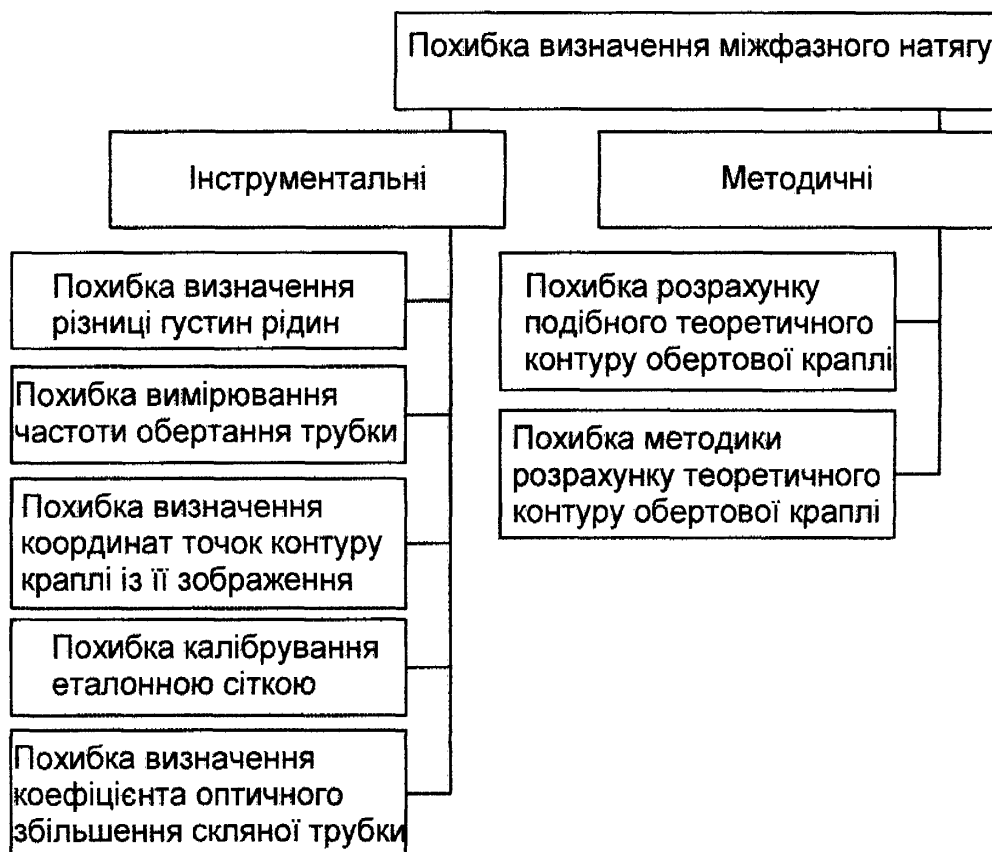 Похибка визначення міжфазного натягу
Інструментальні
Методичні
Похибка визначення
різниці густин рідин
Похибка вимірювання
частоти обертання трубки
Похибка визначення
координат точок контуру
краплі із її зображення
Похибка калібрування
еталонною сіткою
Похибка визначення
коефіцієнта оптичного
збільшення скляної трубки
Похибка розрахунку
подібного теоретичного
контуру обертової краплі
Похибка методики
розрахунку теоретичного
контуру обертової краплі